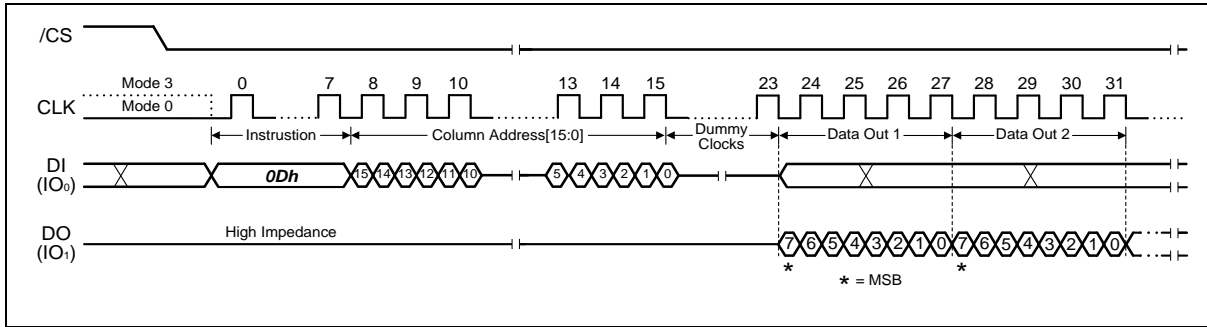 /CS
Mode 3
0 7 8 9 10 13 14 15 23 24 25 26 27 28 29 30 31
CLK
Mode 0
Instrustion Column Address[15:0] Dummy Clocks Data Out 1 Data Out 2
DI
(IO0)
0Dh
15 14 13 12 11 10 5 4 3 2 1 0
DO
(IO1)
High Impedance
7 6 5 4 3 2 1 0 7 6 5 4 3 2 1 0
* *
* = MSB